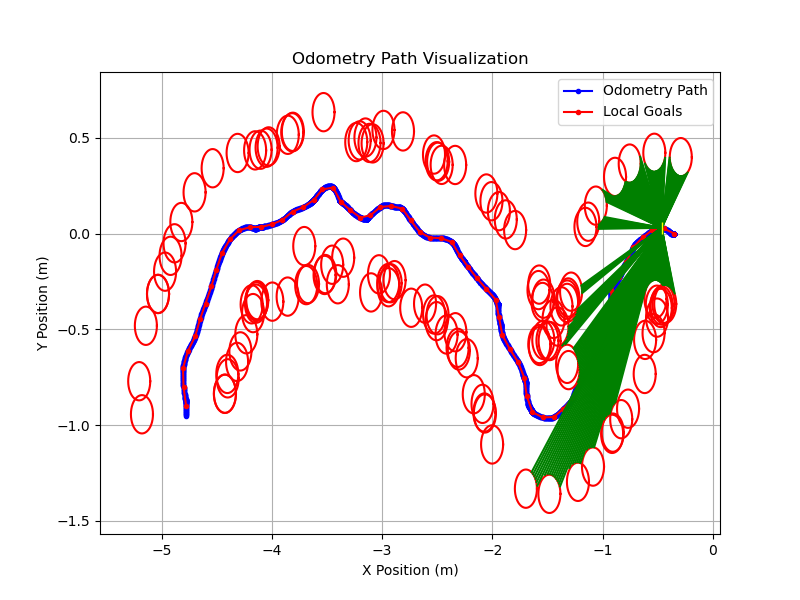 Odometry Path Visualization
Odometry Path
Local Goals
Y Position (m)
0.5
0.0
−0.5
−1.0
−1.5
−5
−4
−3
−2
−1
0
X Position (m)